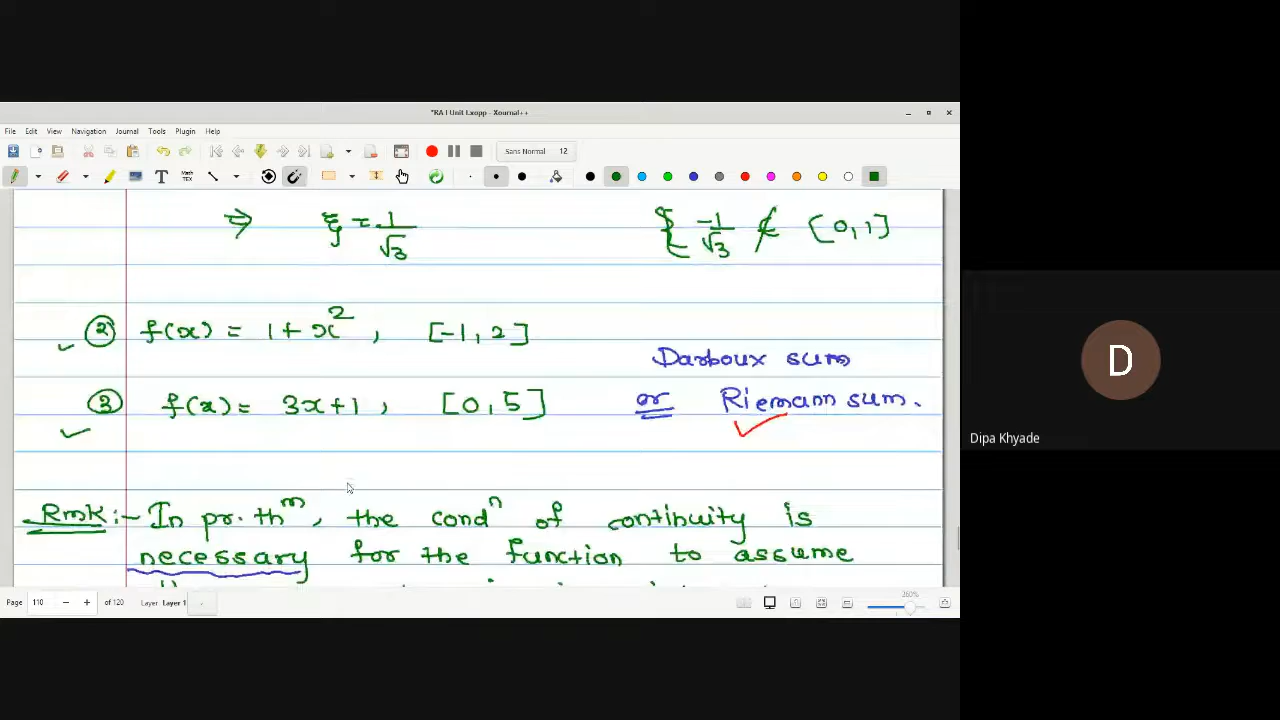 *RA I Unit I.xopp - Xournal++
File Edit View Navigation Journal Tools Plugin Help
Sans Normal 12
⇒ ξ = 1/√3 { -1/√3 ∉ [0,1]
② f(x) = 1+x², [-1, 2]
Darboux sum
③ f(x) = 3x+1, [0, 5] or Riemann sum.
Rmk:- In pr. thᵐ, the condⁿ of continuity is
necessary for the function to assume
D
Dipa Khyade
Page 110 of 120 Layer Layer 1 260%